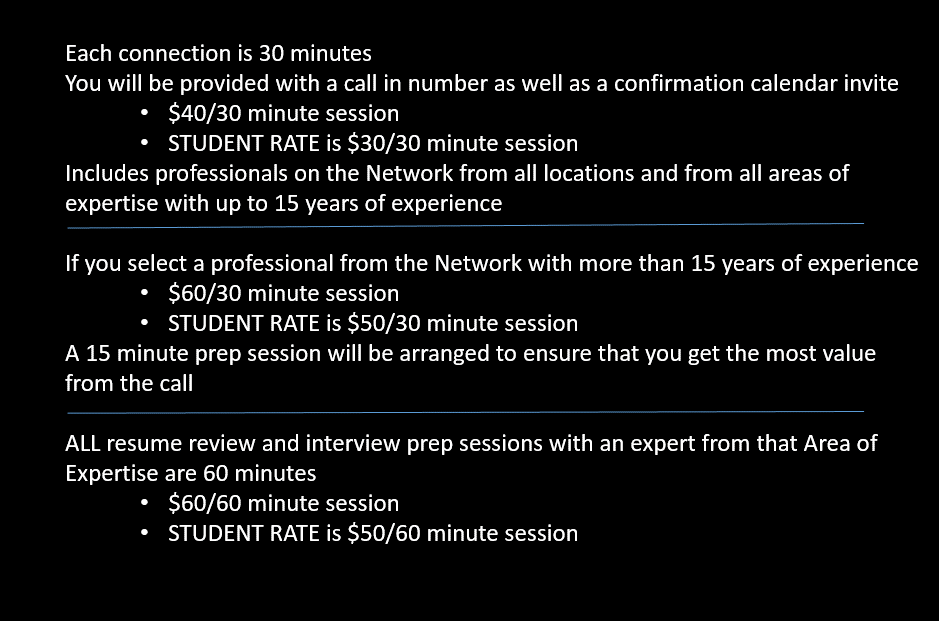 Each connection is 30 minutes
You will be provided with a call in number as well as a confirmation calendar invite
• $40/30 minute session
• STUDENT RATE is $30/30 minute session
Includes professionals on the Network from all locations and from all areas of
expertise with up to 15 years of experience
If you select a professional from the Network with more than 15 years of experience
• $60/30 minute session
• STUDENT RATE is $50/30 minute session
A 15 minute prep session will be arranged to ensure that you get the most value
from the call
ALL resume review and interview prep sessions with an expert from that Area of
Expertise are 60 minutes
• $60/60 minute session
• STUDENT RATE is $50/60 minute session